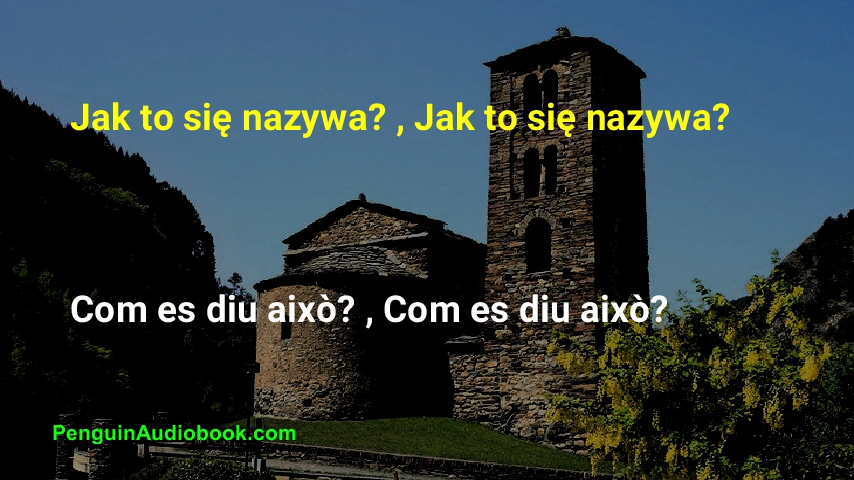 Jak to się nazywa? , Jak to się nazywa?
Com es diu això? , Com es diu això?
PenguinAudiobook.com